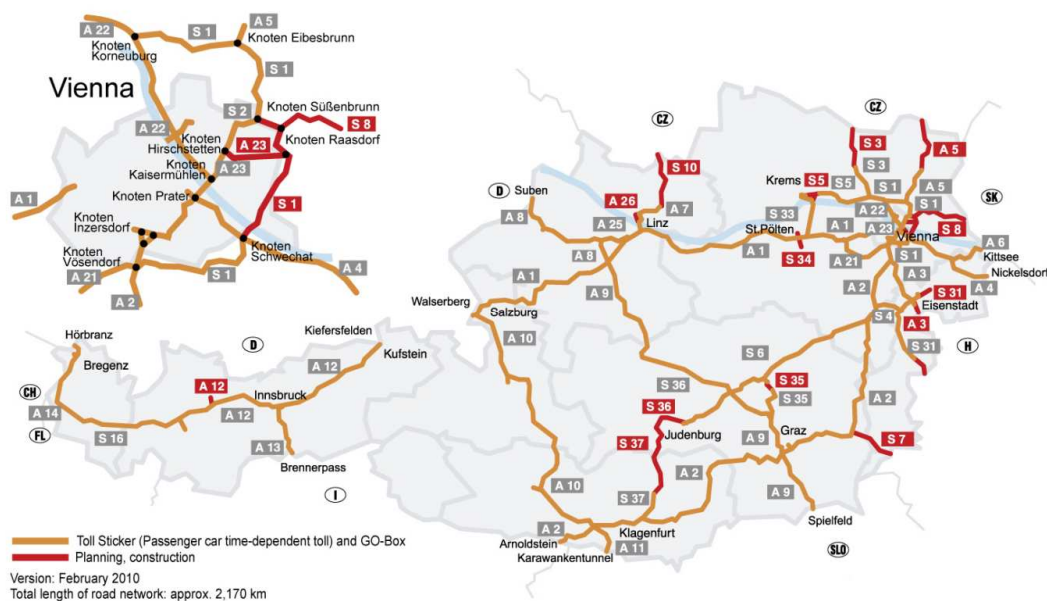 A 22
S 1
A 5
Knoten Eibesbrunn
Knoten
Korneuburg
Vienna
S 1
S 2
Knoten Süßenbrunn
S 8
A 22
Knoten
Hirschstetten
A 23
Knoten Raasdorf
A 23
Knoten
Kaisermühlen
A 1
Knoten Prater
S 1
Knoten
Inzersdorf
Knoten
Vösendorf
Knoten
Schwechat
A 21
S 1
A 4
A 2
Hörbranz
Bregenz
D
Kiefersfelden
Kufstein
CH
A 12
A 12
Innsbruck
A 14
A 12
FL
S 16
A 13
Brennerpass
I
CZ
CZ
D
Suben
S 10
S 3
A 5
Krems
S 5
S 5
S 3
A 5
S 1
S 1
SK
A 8
A 26
A 7
A 25
Linz
S 33
A 22
St.Pölten
A 1
A 23
Vienna
S 8
A 8
A 1
S 34
A 21
S 1
A 6
Kittsee
A 1
A 9
A 2
A 3
Nickelsdorf
A 4
Walserberg
Salzburg
S 31
Eisenstadt
A 10
S 4
A 3
S 31
H
S 6
S 36
S 35
S 35
S 36
A 2
Judenburg
S 37
A 9
Graz
S 7
A 2
A 10
S 37
A 9
Spielfeld
A 2
Klagenfurt
Arnoldstein
A 11
Karawankentunnel
SLO
Toll Sticker (Passenger car time-dependent toll) and GO-Box
Planning, construction
Version: February 2010
Total length of road network: approx. 2,170 km